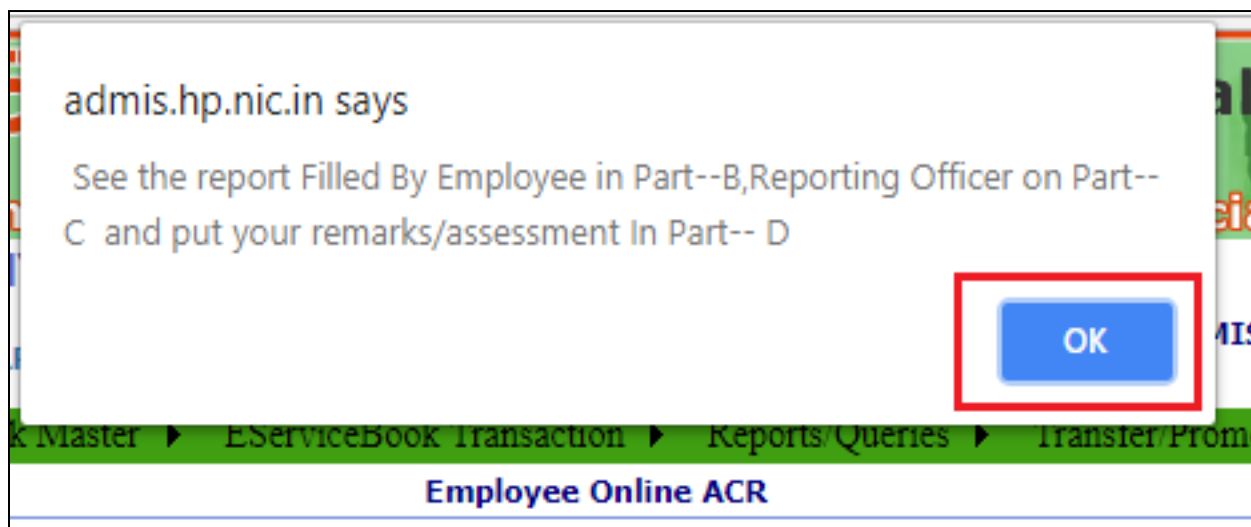 admis.hp.nic.in says
See the report Filled By Employee in Part--B,Reporting Officer on Part--
C and put your remarks/assessment In Part-- D
OK
Master EServiceBook Transaction Reports/Queries Transfer/Prom
Employee Online ACR